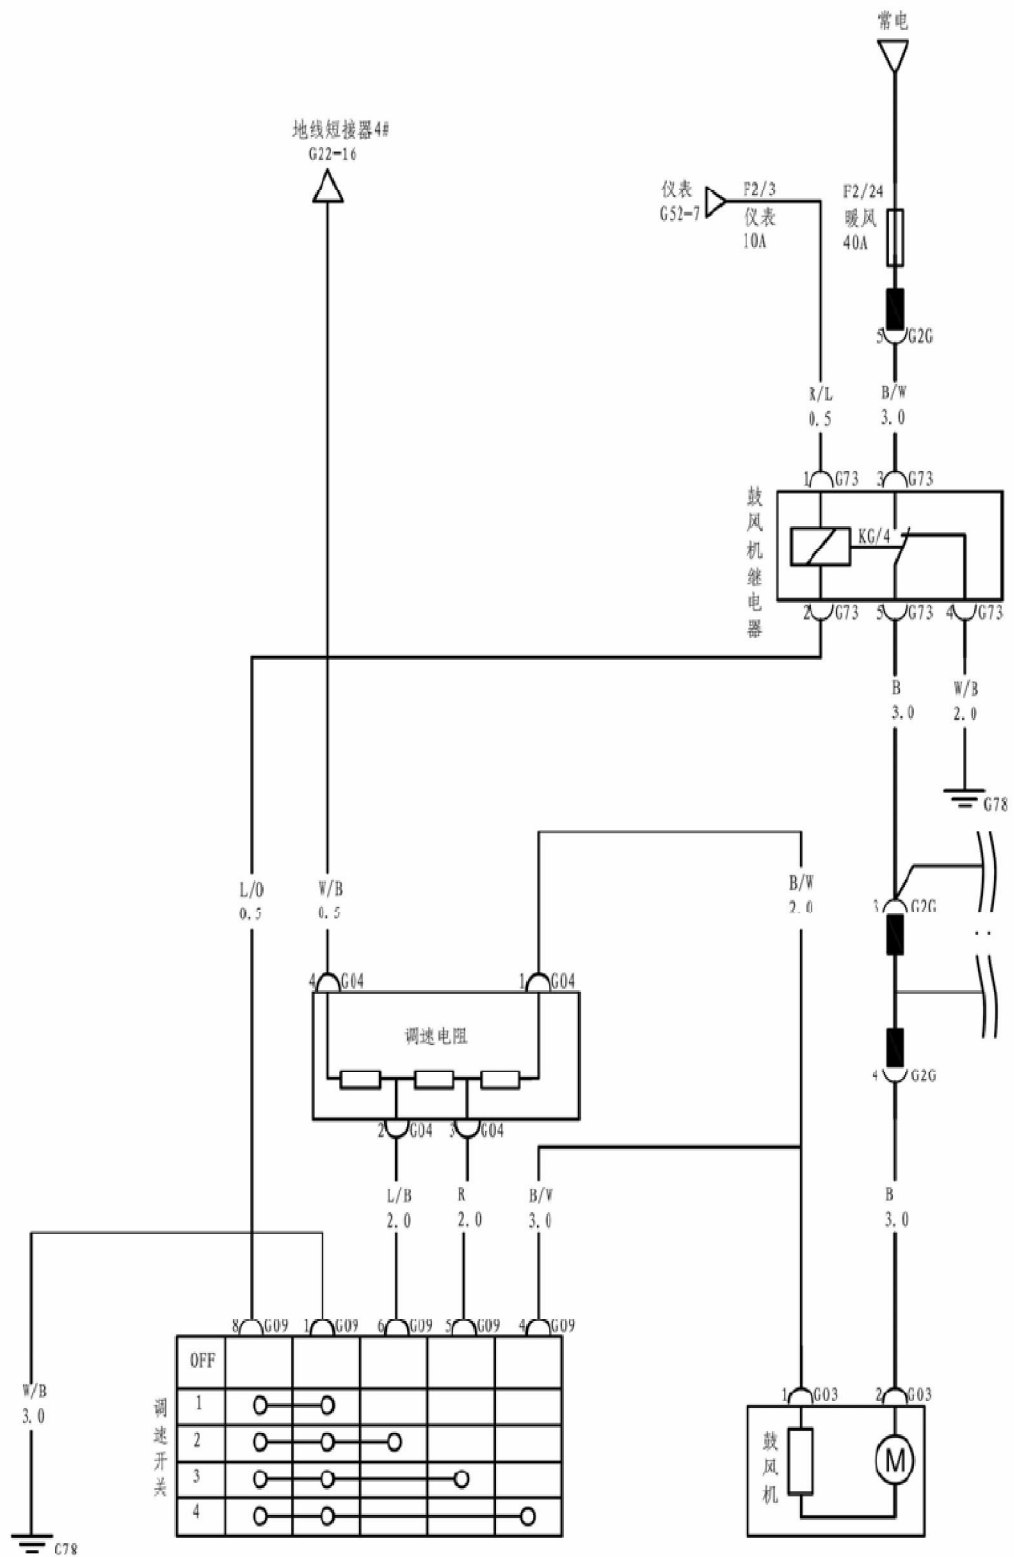 常电
地线短接器4#
G22-16
仪表
G52-7
F2/3
仪表
10A
F2/24
暖风
40A
5 G2G
R/L
0.5
B/W
3.0
1 G73
3 G73
鼓风机继电器
KG/4
2 G73
5 G73
4 G73
B
3.0
W/B
2.0
G78
L/O
0.5
W/B
0.5
B/W
2.0
3 G2G
4 G04
1 G04
调速电阻
4 G2G
2 G04
3 G04
L/B
2.0
R
2.0
B/W
3.0
B
3.0
8 G09
1 G09
6 G09
5 G09
4 G09
调速开关
OFF
1
2
3
4
W/B
3.0
G78
1 G03
2 G03
鼓风机
M